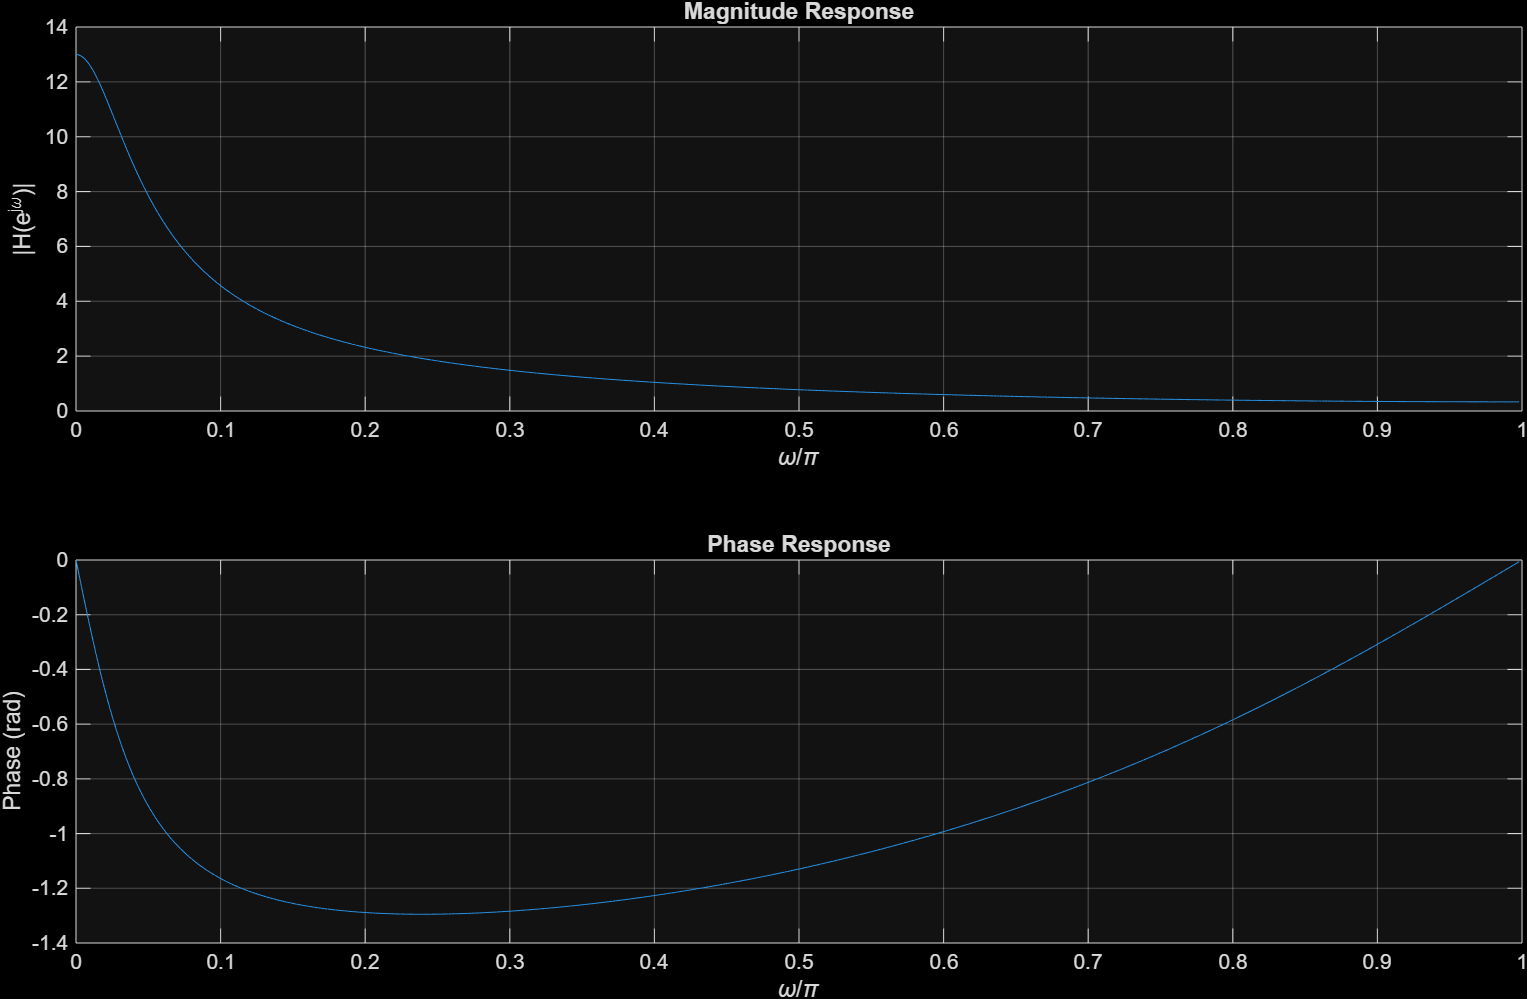 Magnitude Response
14
12
10
8
6
4
2
0
|H(e^jω)|
0 0.1 0.2 0.3 0.4 0.5 0.6 0.7 0.8 0.9 1
ω/π
Phase Response
0
-0.2
-0.4
-0.6
-0.8
-1
-1.2
-1.4
Phase (rad)
0 0.1 0.2 0.3 0.4 0.5 0.6 0.7 0.8 0.9 1
ω/π